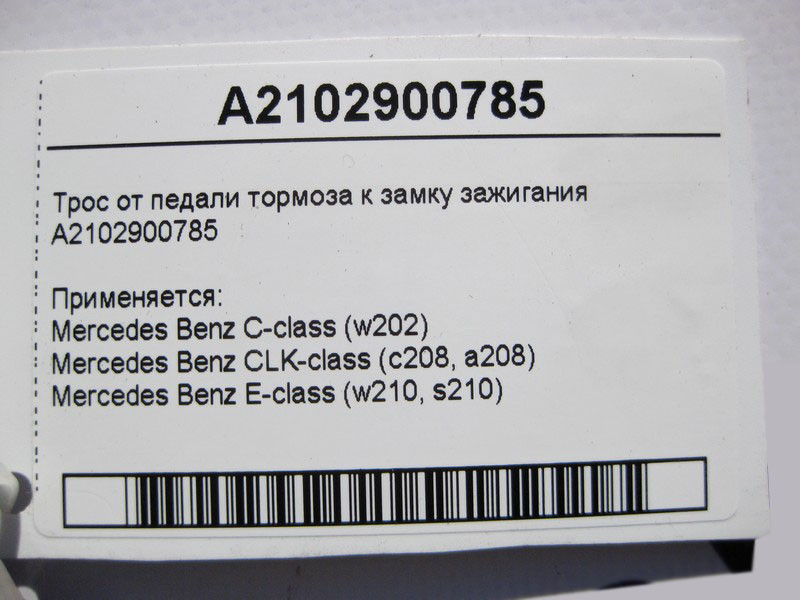 A2102900785
Трос от педали тормоза к замку зажигания
A2102900785
Применяется:
Mercedes Benz C-class (w202)
Mercedes Benz CLK-class (c208, a208)
Mercedes Benz E-class (w210, s210)